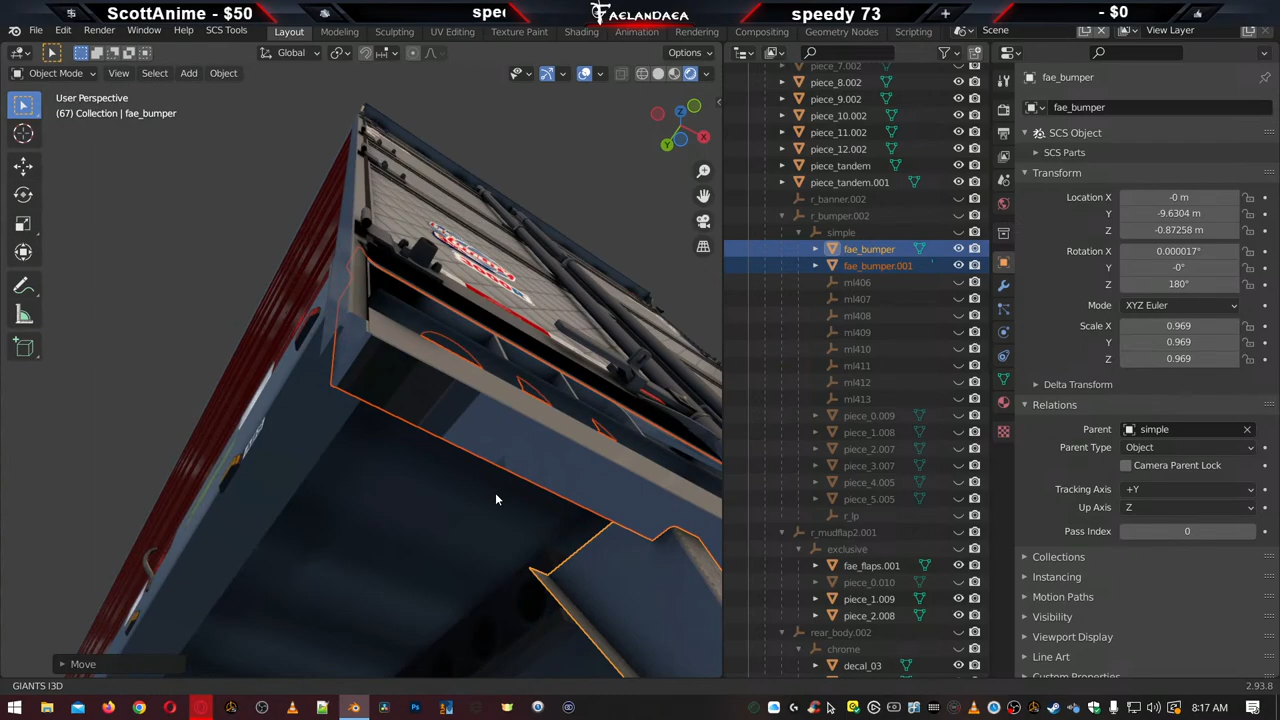 ScottAnime - $50
spe
FAELANDAEA
speedy 73
- $0
File
Edit
Render
Window
Help
SCS Tools
Layout
Modeling
Sculpting
UV Editing
Texture Paint
Shading
Animation
Rendering
Compositing
Geometry Nodes
Scripting
Scene
View Layer
Global
Options
Object Mode
View
Select
Add
Object
User Perspective
(67) Collection | fae_bumper
Z
X
Y
Move
piece_7.002
piece_8.002
piece_9.002
piece_10.002
piece_11.002
piece_12.002
piece_tandem
piece_tandem.001
r_banner.002
r_bumper.002
simple
fae_bumper
fae_bumper.001
ml406
ml407
ml408
ml409
ml410
ml411
ml412
ml413
piece_0.009
piece_1.008
piece_2.007
piece_3.007
piece_4.005
piece_5.005
r_lp
r_mudflap2.001
exclusive
fae_flaps.001
piece_0.010
piece_1.009
piece_2.008
rear_body.002
chrome
decal_03
fae_bumper
fae_bumper
SCS Object
SCS Parts
Transform
Location X -0 m
Y -9.6304 m
Z -0.87258 m
Rotation X 0.000017°
Y -0°
Z 180°
Mode XYZ Euler
Scale X 0.969
Y 0.969
Z 0.969
Delta Transform
Relations
Parent simple
Parent Type Object
Camera Parent Lock
Tracking Axis +Y
Up Axis Z
Pass Index 0
Collections
Instancing
Motion Paths
Visibility
Viewport Display
Line Art
Custom Properties
GIANTS I3D
2.93.8
8:17 AM